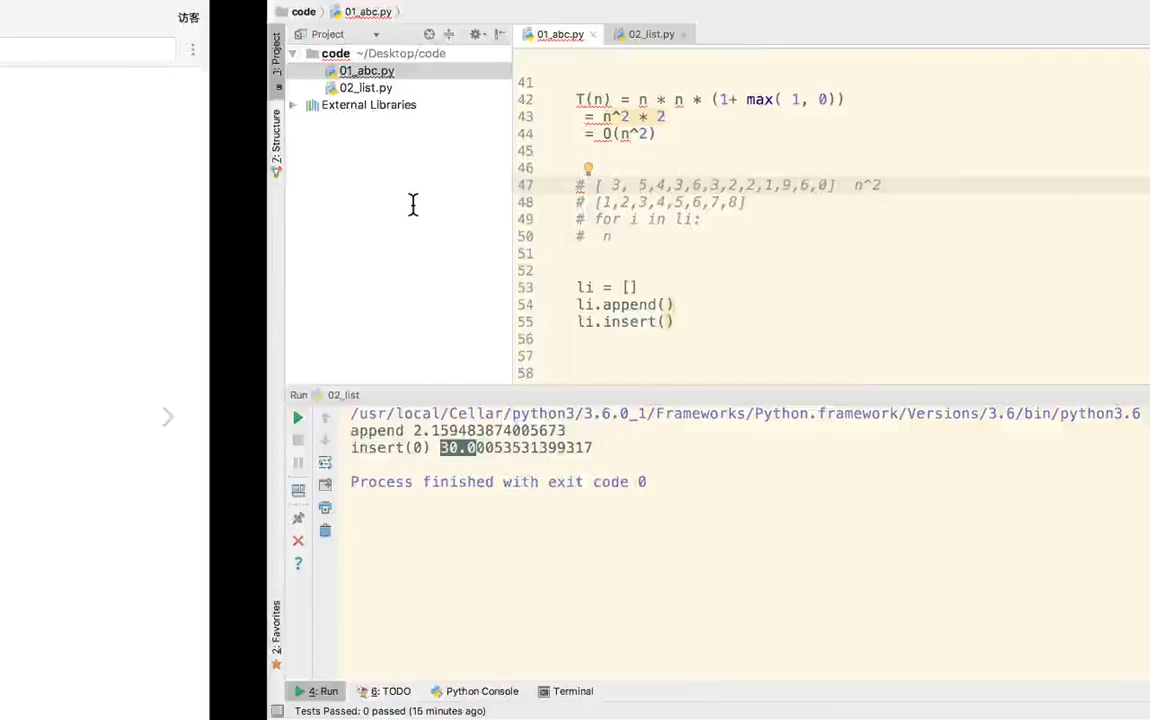 访客
code 01_abc.py
Project
01_abc.py
02_list.py
1: Project
code ~/Desktop/code
01_abc.py
02_list.py
External Libraries
7: Structure
41
42 T(n) = n * n * (1+ max( 1, 0))
43 = n^2 * 2
44 = O(n^2)
45
46
47 # [ 3, 5,4,3,6,3,2,2,1,9,6,0] n^2
48 # [1,2,3,4,5,6,7,8]
49 # for i in li:
50 # n
51
52
53 li = []
54 li.append()
55 li.insert()
56
57
58
Run 02_list
/usr/local/Cellar/python3/3.6.0_1/Frameworks/Python.framework/Versions/3.6/bin/python3.6
append 2.159483874005673
insert(0) 30.00053531399317
Process finished with exit code 0
2: Favorites
4: Run 6: TODO Python Console Terminal
Tests Passed: 0 passed (15 minutes ago)